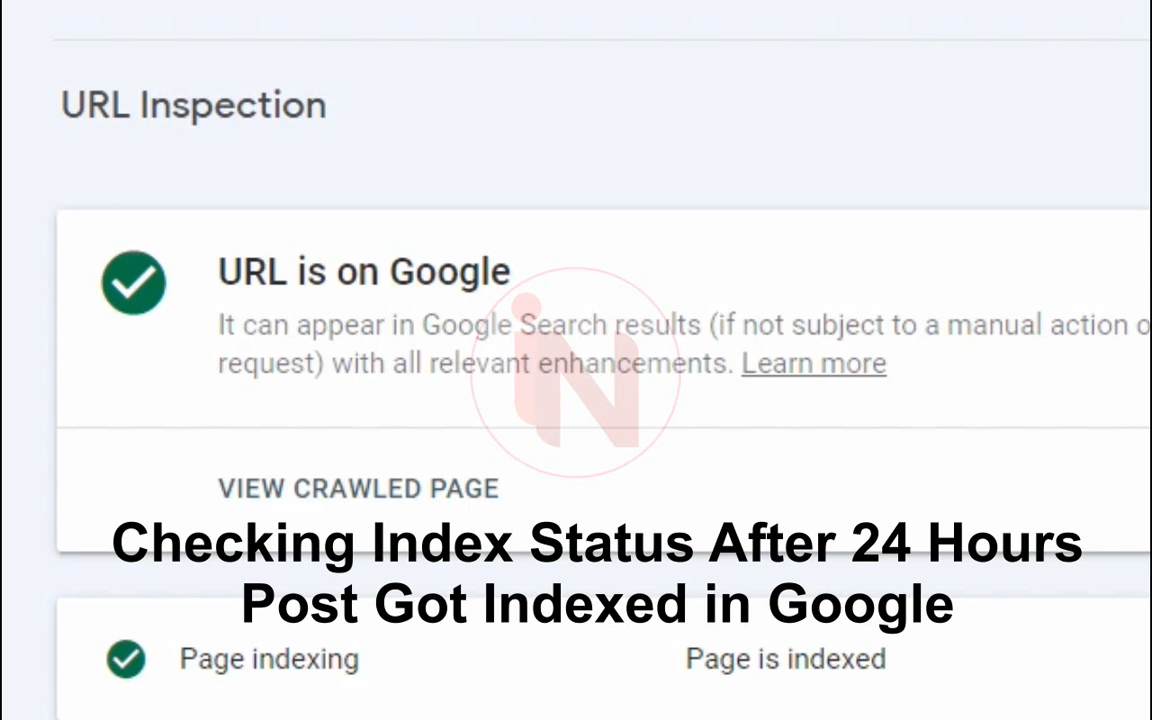 URL Inspection
URL is on Google
It can appear in Google Search results (if not subject to a manual action o
request) with all relevant enhancements. Learn more
iN
VIEW CRAWLED PAGE
Checking Index Status After 24 Hours
Post Got Indexed in Google
Page indexing Page is indexed